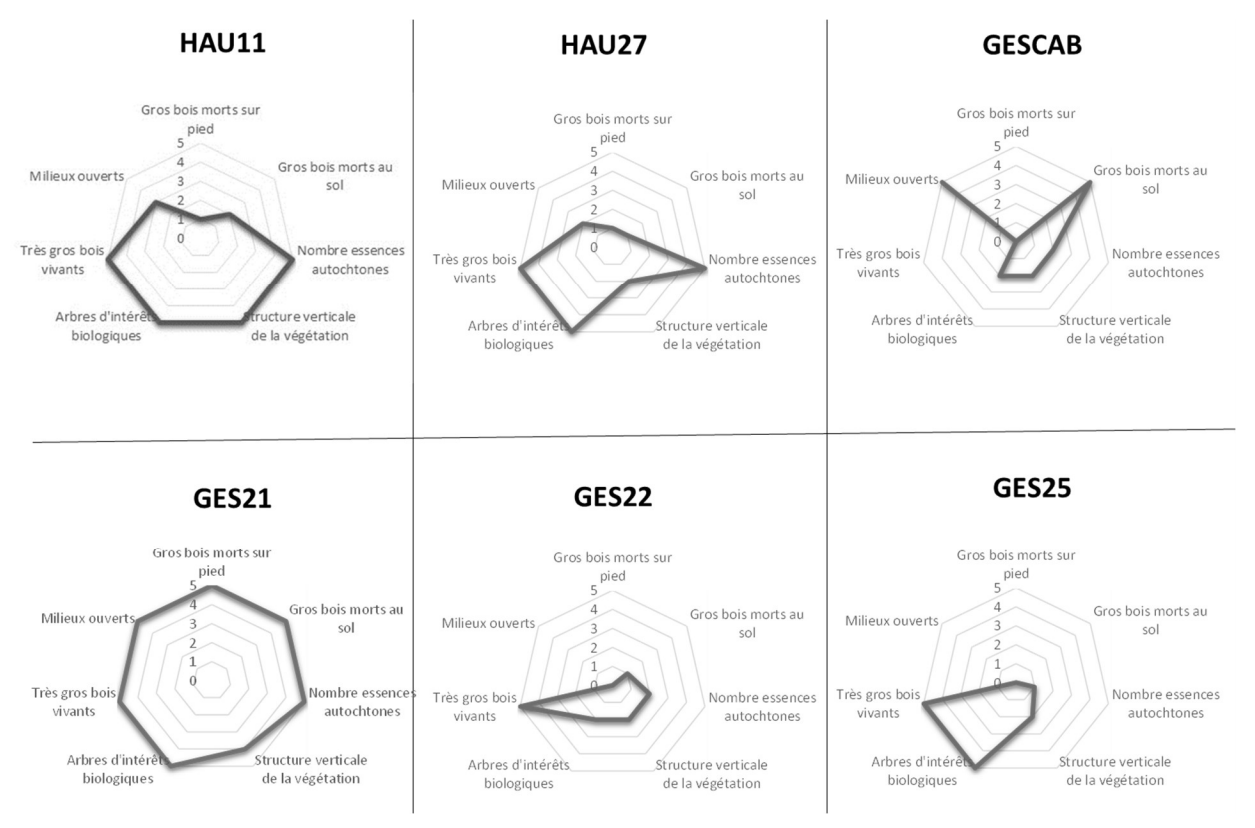 HAU11
Gros bois morts sur
pied
5
4
3
2
1
0
Gros bois morts au
sol
Nombre essences
autochtones
Structure verticale
de la végétation
Arbres d'intérêts
biologiques
Très gros bois
vivants
Milieux ouverts
HAU27
Gros bois morts sur
pied
5
4
3
2
1
0
Gros bois morts au
sol
Nombre essences
autochtones
Structure verticale
de la végétation
Arbres d'intérêts
biologiques
Très gros bois
vivants
Milieux ouverts
GESCAB
Gros bois morts sur
pied
5
4
3
2
1
0
Gros bois morts au
sol
Nombre essences
autochtones
Structure verticale
de la végétation
Arbres d'intérêts
biologiques
Très gros bois
vivants
Milieux ouverts
GES21
Gros bois morts sur
pied
5
4
3
2
1
0
Gros bois morts au
sol
Nombre essences
autochtones
Structure verticale
de la végétation
Arbres d'intérêts
biologiques
Très gros bois
vivants
Milieux ouverts
GES22
Gros bois morts sur
pied
5
4
3
2
1
0
Gros bois morts au
sol
Nombre essences
autochtones
Structure verticale
de la végétation
Arbres d'intérêts
biologiques
Très gros bois
vivants
Milieux ouverts
GES25
Gros bois morts sur
pied
5
4
3
2
1
0
Gros bois morts au
sol
Nombre essences
autochtones
Structure verticale
de la végétation
Arbres d'intérêts
biologiques
Très gros bois
vivants
Milieux ouverts